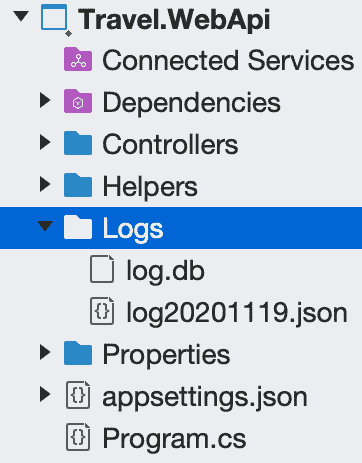 Travel.WebApi
Connected Services
Dependencies
Controllers
Helpers
Logs
log.db
log20201119.json
Properties
appsettings.json
Program.cs